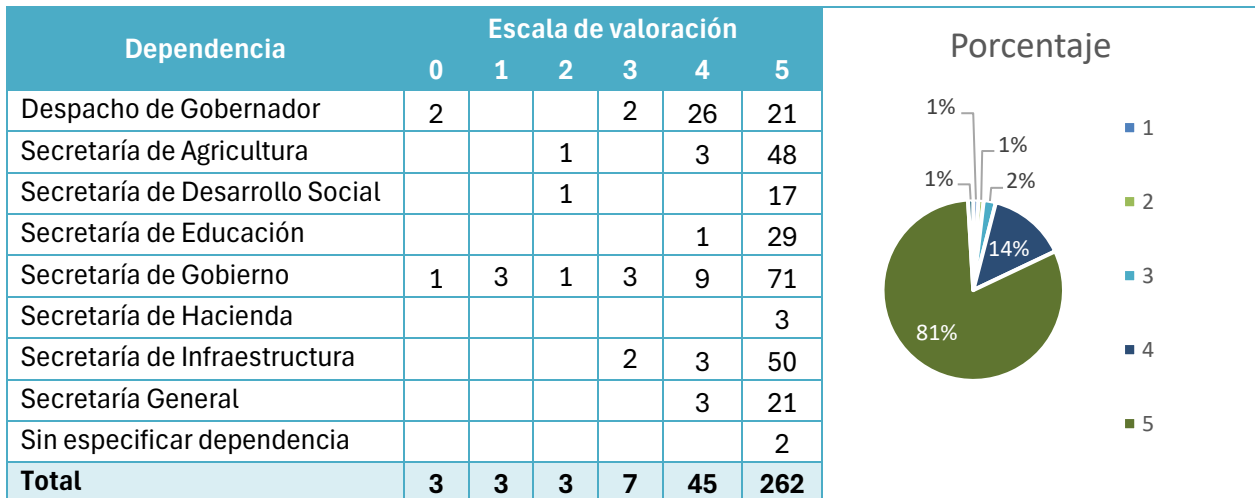 Dependencia Escala de valoración
0 1 2 3 4 5
Despacho de Gobernador 2 2 26 21
Secretaría de Agricultura 1 3 48
Secretaría de Desarrollo Social 1 17
Secretaría de Educación 1 29
Secretaría de Gobierno 1 3 1 3 9 71
Secretaría de Hacienda 3
Secretaría de Infraestructura 2 3 50
Secretaría General 3 21
Sin especificar dependencia 2
Total 3 3 3 7 45 262
Porcentaje
1%
1%
1%
2%
14%
81%
1
2
3
4
5